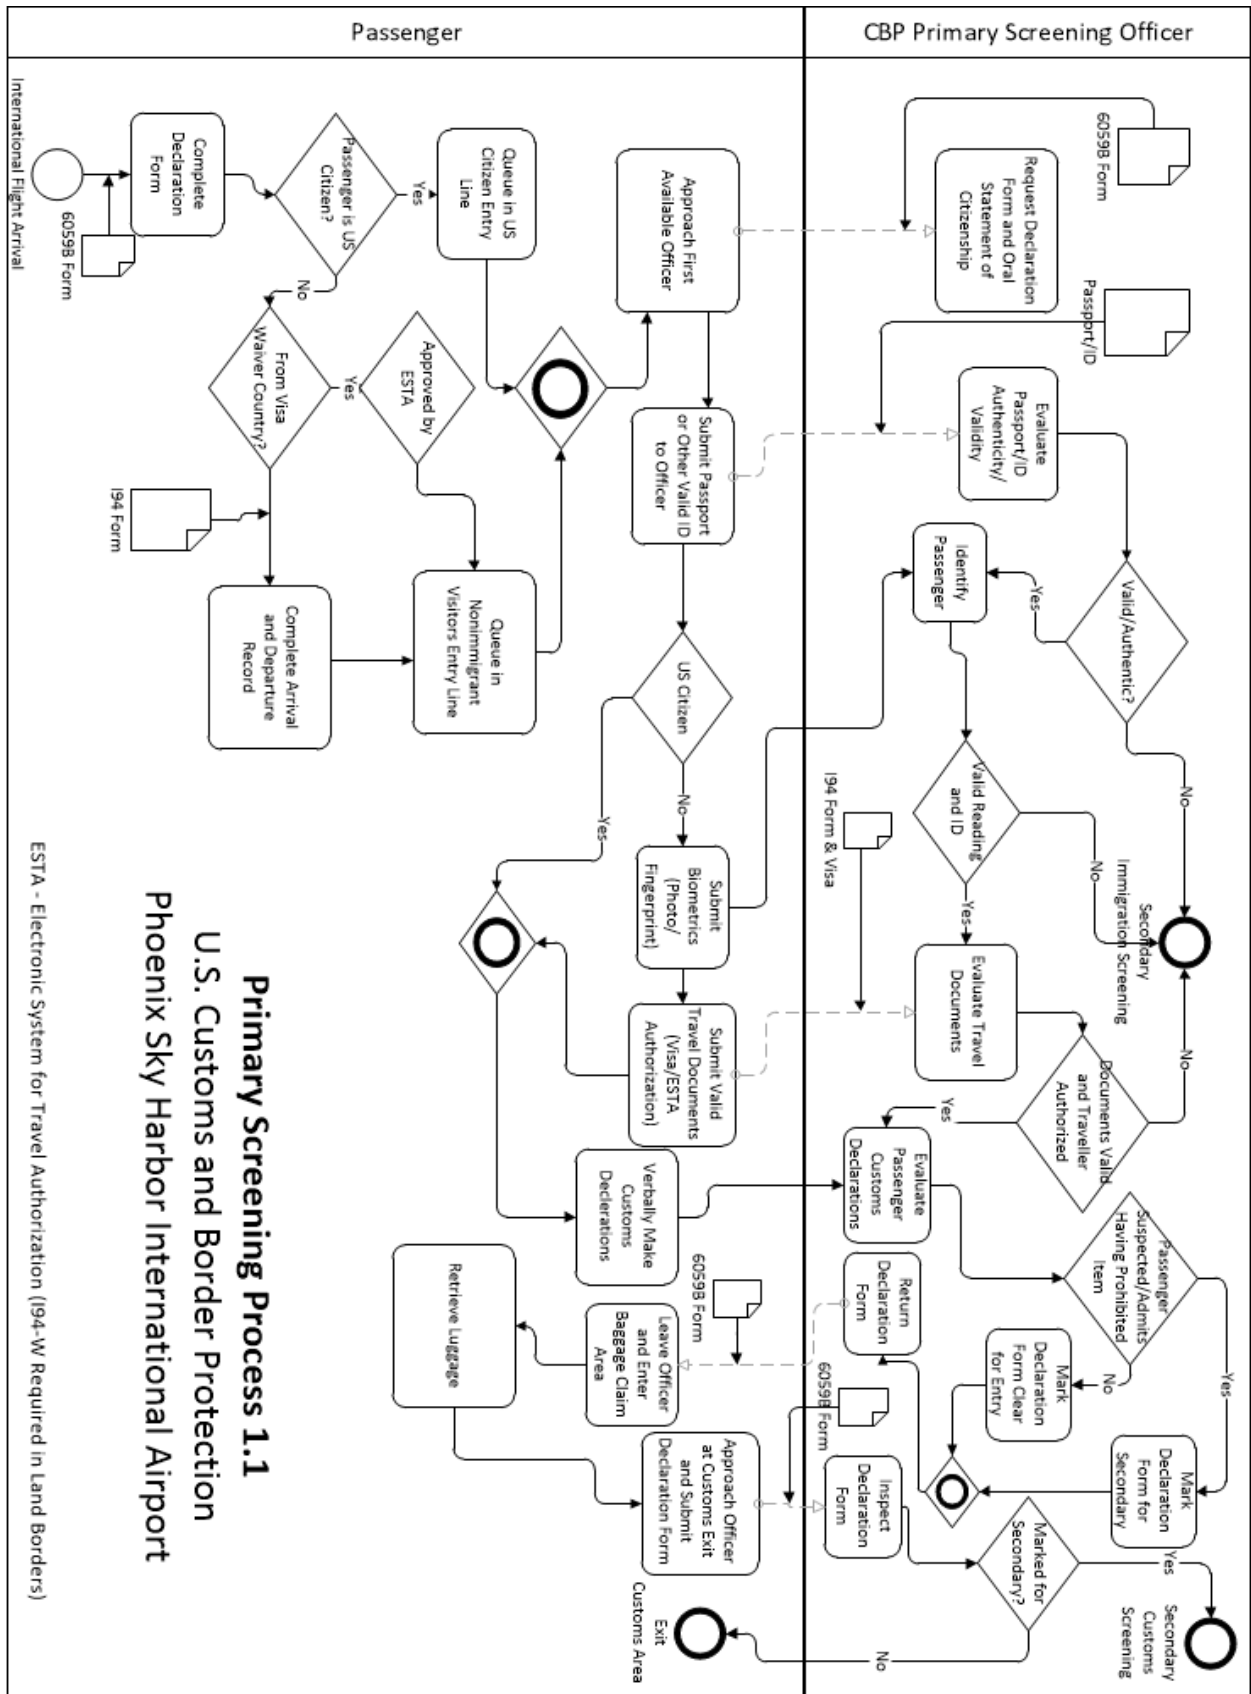 Passenger
CBP Primary Screening Officer
International Flight Arrival
6059B Form
Complete
Declaration
Form
Passenger is US
Citizen?
Yes
No
Queue in US
Citizen Entry
Line
From Visa
Waiver Country?
Yes
Approved by
ESTA
I94 Form
Complete Arrival
and Departure
Record
Queue in
Nonimmigrant
Visitors Entry Line
Approach First
Available Officer
Submit Passport
or Other Valid ID
to Officer
US Citizen
Yes
No
Submit
Biometrics
(Photo/
Fingerprint)
Submit Valid
Travel Documents
(Visa/ESTA
Authorization)
Verbally Make
Customs
Declerations
6059B Form
Leave Officer
and Enter
Baggage Claim
Area
Retrieve Luggage
Approach Officer
at Customs Exit
and Submit
Declaration Form
Exit
Customs Area
6059B Form
Request Declaration
Form and Oral
Statement of
Citizenship
Passport/ID
Evaluate
Passport/ID
Authenticity/
Validity
Valid/Authentic?
Yes
No
Identify
Passenger
Valid Reading
and ID
No
Yes
Secondary
Immigration Screening
I94 Form & Visa
Evaluate Travel
Documents
Documents Valid
and Traveller
Authorized
No
Yes
Evaluate
Passenger
Customs
Declarations
Passenger
Suspected/Admits
Having Prohibited
Item
Yes
No
Mark
Declaration
Form Clear
for Entry
Mark
Declaration
Form for
Secondary
Return
Declaration
Form
6059B Form
Inspect
Declaration
Form
Marked for
Secondary?
Yes
No
Secondary
Customs
Screening
Primary Screening Process 1.1
U.S. Customs and Border Protection
Phoenix Sky Harbor International Airport
ESTA - Electronic System for Travel Authorization (I94-W Required in Land Borders)